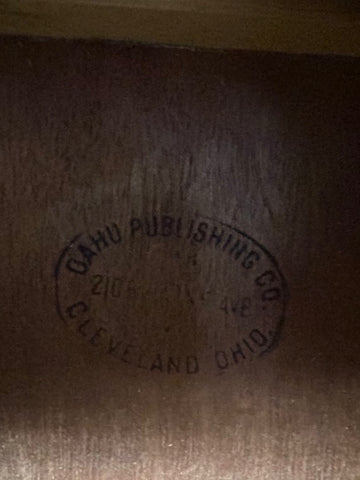 OAHU PUBLISHING CO.
AVE
CLEVELAND OHIO.